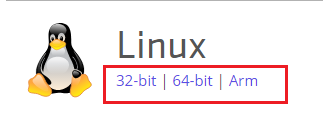 Linux
32-bit | 64-bit | Arm